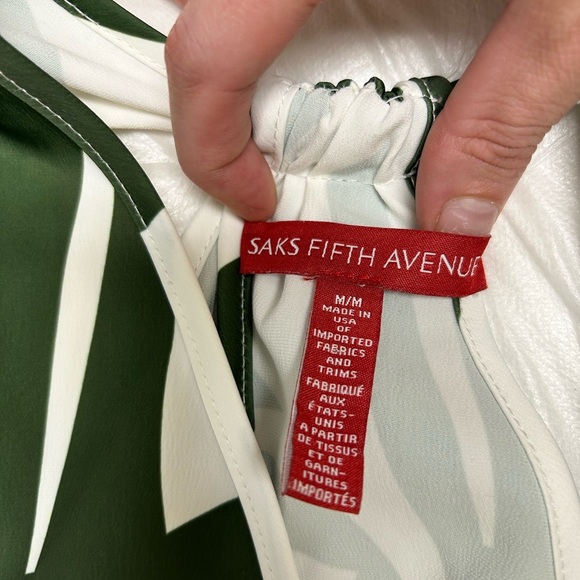 SAKS FIFTH AVENUE
M/M
MADE IN
USA
OF
IMPORTED
FABRICS
AND
TRIMS
FABRIQUÉ
AUX
ÉTATS-
UNIS
A PARTIR
DE TISSUS
ET DE
GARN-
ITURES
IMPORTÉS